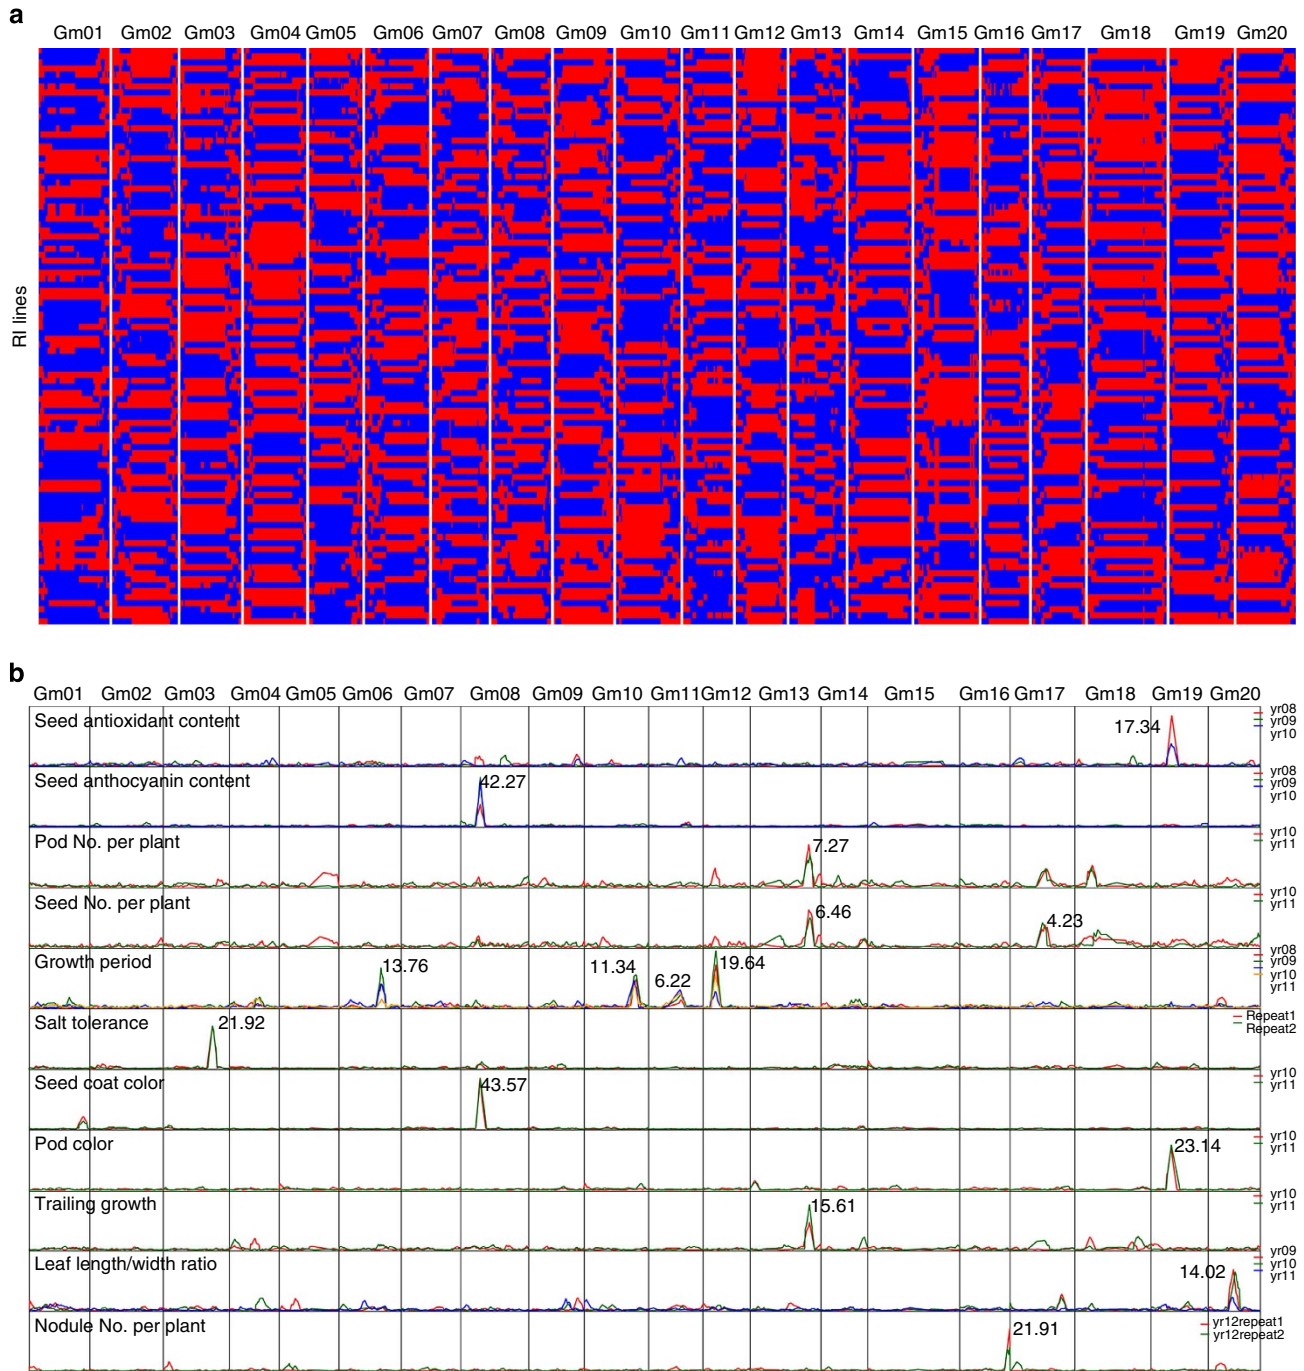 a
Gm01 Gm02 Gm03 Gm04 Gm05 Gm06 Gm07 Gm08 Gm09 Gm10 Gm11 Gm12 Gm13 Gm14 Gm15 Gm16 Gm17 Gm18 Gm19 Gm20
RI lines
b
Gm01 Gm02 Gm03 Gm04 Gm05 Gm06 Gm07 Gm08 Gm09 Gm10 Gm11 Gm12 Gm13 Gm14 Gm15 Gm16 Gm17 Gm18 Gm19 Gm20
Seed antioxidant content
17.34
yr08
yr09
yr10
Seed anthocyanin content
42.27
yr08
yr09
yr10
Pod No. per plant
7.27
yr10
yr11
Seed No. per plant
6.46
4.23
yr10
yr11
Growth period
13.76
11.34
6.22
19.64
yr08
yr09
yr10
yr11
Salt tolerance
21.92
Repeat1
Repeat2
Seed coat color
43.57
yr10
yr11
Pod color
23.14
yr10
yr11
Trailing growth
15.61
yr10
yr11
Leaf length/width ratio
14.02
yr09
yr10
yr11
Nodule No. per plant
21.91
yr12repeat1
yr12repeat2